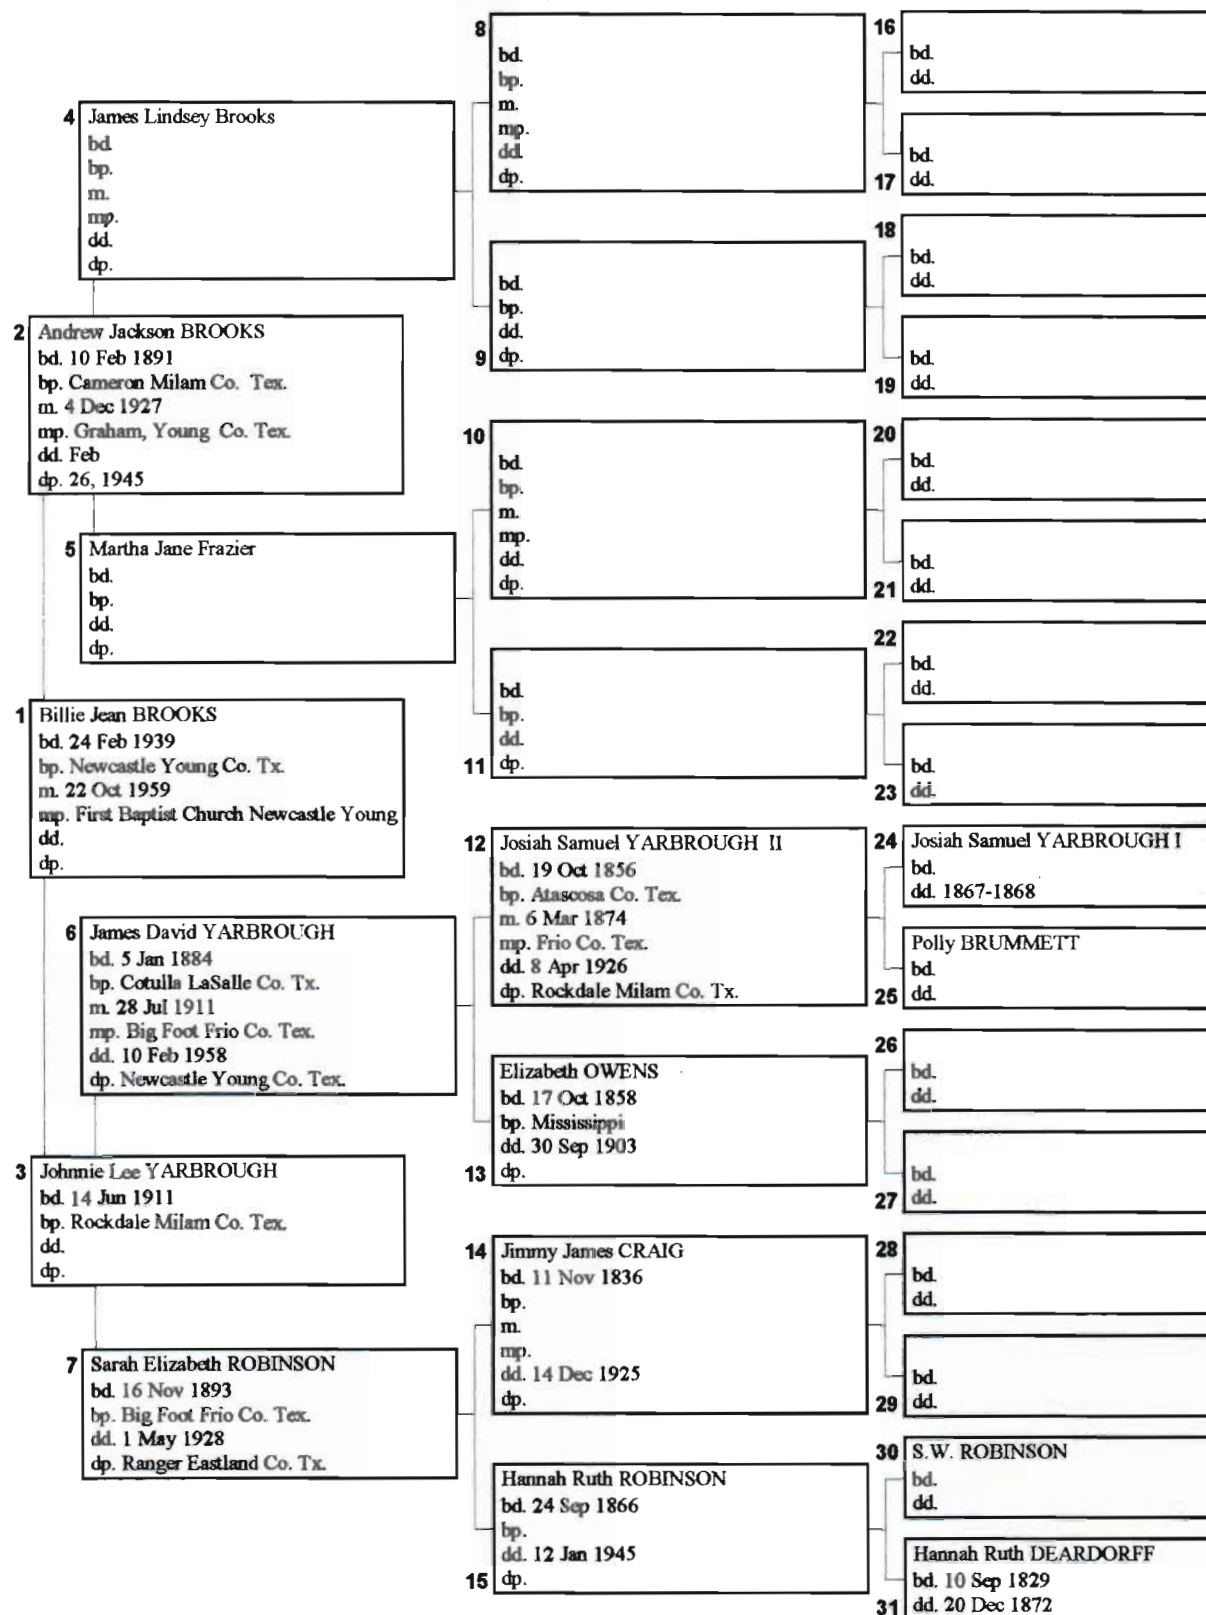 4 James Lindsey Brooks
bd.
bp.
m.
mp.
dd.
dp.
2 Andrew Jackson BROOKS
bd. 10 Feb 1891
bp. Cameron Milam Co. Tex.
m. 4 Dec 1927
mp. Graham, Young Co. Tex.
dd. Feb
dp. 26, 1945
5 Martha Jane Frazier
bd.
bp.
dd.
dp.
1 Billie Jean BROOKS
bd. 24 Feb 1939
bp. Newcastle Young Co. Tx.
m. 22 Oct 1959
mp. First Baptist Church Newcastle Young
dd.
dp.
6 James David YARBROUGH
bd. 5 Jan 1884
bp. Cotulla LaSalle Co. Tx.
m. 28 Jul 1911
mp. Big Foot Frio Co. Tex.
dd. 10 Feb 1958
dp. Newcastle Young Co. Tex.
3 Johnnie Lee YARBROUGH
bd. 14 Jun 1911
bp. Rockdale Milam Co. Tex.
dd.
dp.
7 Sarah Elizabeth ROBINSON
bd. 16 Nov 1893
bp. Big Foot Frio Co. Tex.
dd. 1 May 1928
dp. Ranger Eastland Co. Tx.
8
bd.
bp.
m.
mp.
dd.
dp.
bd.
bp.
dd.
9 dp.
10
bd.
bp.
m.
mp.
dd.
dp.
bd.
bp.
dd.
11 dp.
12 Josiah Samuel YARBROUGH II
bd. 19 Oct 1856
bp. Atascosa Co. Tex.
m. 6 Mar 1874
mp. Frio Co. Tex.
dd. 8 Apr 1926
dp. Rockdale Milam Co. Tx.
Elizabeth OWENS
bd. 17 Oct 1858
bp. Mississippi
dd. 30 Sep 1903
13 dp.
14 Jimmy James CRAIG
bd. 11 Nov 1836
bp.
m.
mp.
dd. 14 Dec 1925
dp.
Hannah Ruth ROBINSON
bd. 24 Sep 1866
bp.
dd. 12 Jan 1945
15 dp.
16
bd.
dd.
bd.
17 dd.
18
bd.
dd.
bd.
19 dd.
20
bd.
dd.
bd.
21 dd.
22
bd.
dd.
bd.
23 dd.
24 Josiah Samuel YARBROUGH I
bd.
dd. 1867-1868
Polly BRUMMETT
bd.
25 dd.
26
bd.
dd.
bd.
27 dd.
28
bd.
dd.
bd.
29 dd.
30 S.W. ROBINSON
bd.
dd.
Hannah Ruth DEARDORFF
bd. 10 Sep 1829
31 dd. 20 Dec 1872